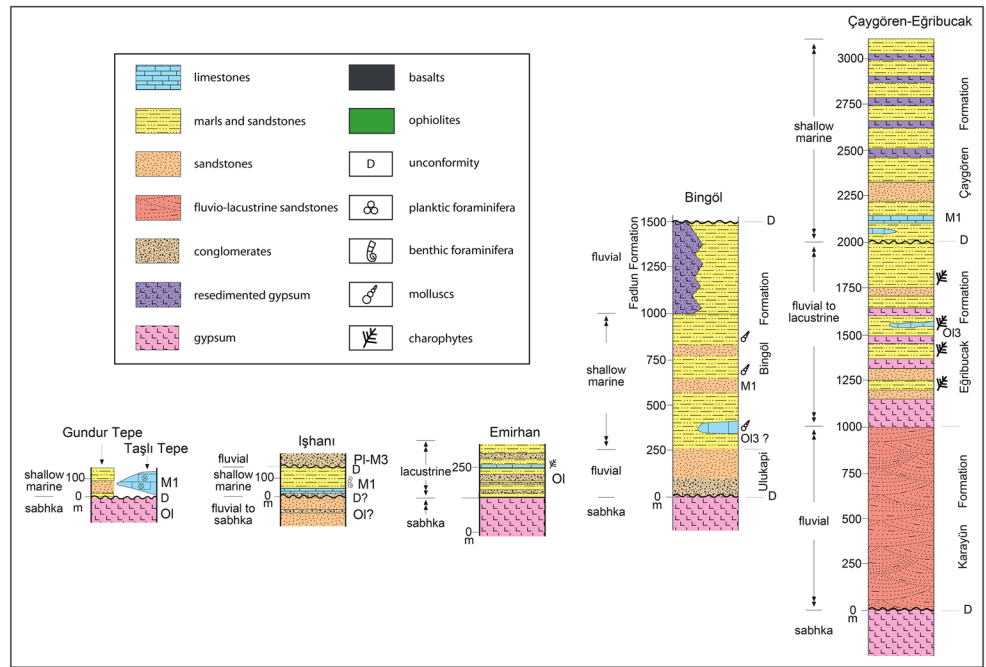 Çaygören-Eğribucak
limestones
marls and sandstones
sandstones
fluvio-lacustrine sandstones
conglomerates
resedimented gypsum
gypsum
basalts
ophiolites
D
unconformity
planktic foraminifera
benthic foraminifera
molluscs
charophytes
Gundur Tepe
Taşlı Tepe
shallow
marine
sabhka
100
0
m
M1
D
Ol
Işhanı
fluvial
shallow
marine
fluvial to
sabhka
100
0
m
Pl-M3
D
M1
D?
Ol?
Emirhan
lacustrine
sabhka
250
0
m
Ol
Bingöl
fluvial
shallow
marine
fluvial
sabhka
Fadlun Formation
1500
1250
1000
750
500
250
0
m
D
Formation
Bingöl
M1
Ol3 ?
Ulukapi
D
shallow
marine
fluvial to
lacustrine
fluvial
sabhka
3000
2750
2500
2250
2000
1750
1500
1250
1000
750
500
250
0
m
Formation
Çaygören
M1
D
Formation
Ol3
Eğribucak
Formation
Karayün
D